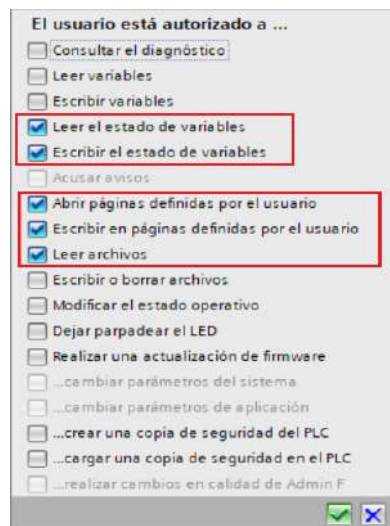 El usuario está autorizado a ...
Consultar el diagnóstico
Leer variables
Escribir variables
Leer el estado de variables
Escribir el estado de variables
Acusar avisos
Abrir páginas definidas por el usuario
Escribir en páginas definidas por el usuario
Leer archivos
Escribir o borrar archivos
Modificar el estado operativo
Dejar parpadear el LED
Realizar una actualización de firmware
...cambiar parámetros del sistema
...cambiar parámetros de aplicación
...crear una copia de seguridad del PLC
...cargar una copia de seguridad en el PLC
...realizar cambios en calidad de Admin F